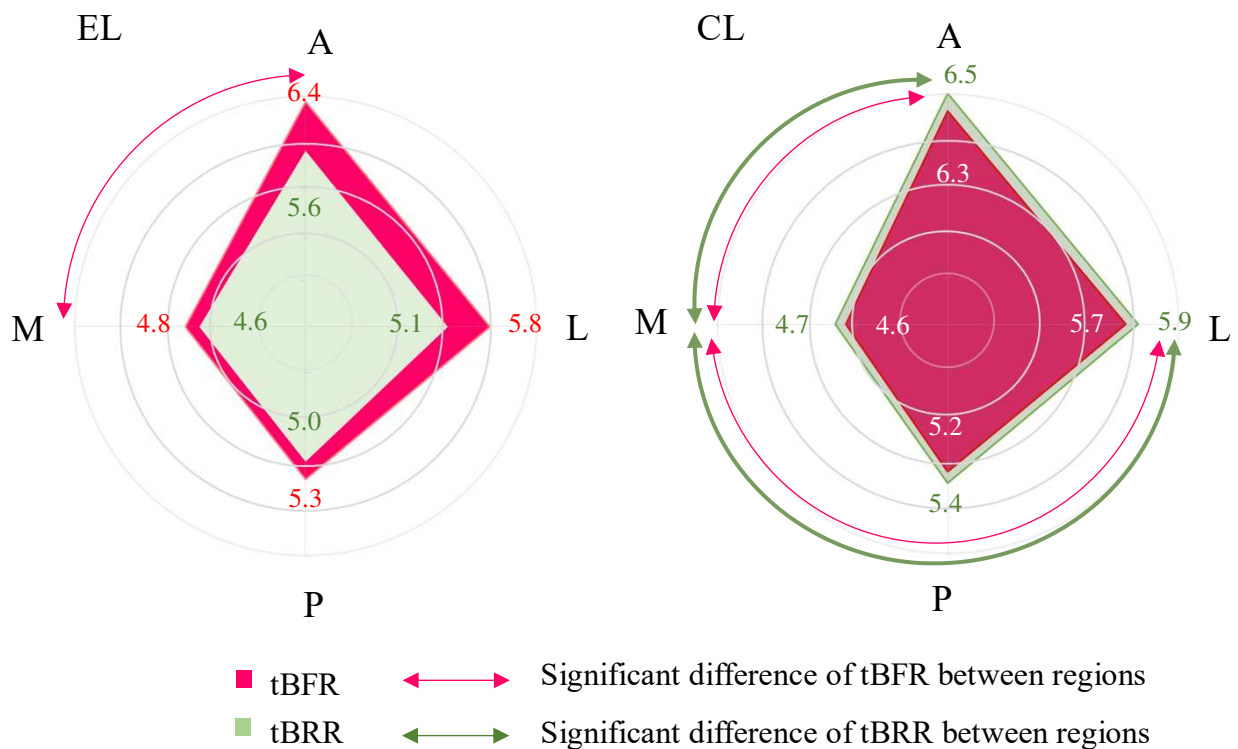 EL
A
6.4
5.6
M
4.8
4.6
5.1
5.8
L
5.0
5.3
P
CL
A
6.5
6.3
M
4.7
4.6
5.7
5.9
L
5.2
5.4
P
tBFR
Significant difference of tBFR between regions
tBRR
Significant difference of tBRR between regions